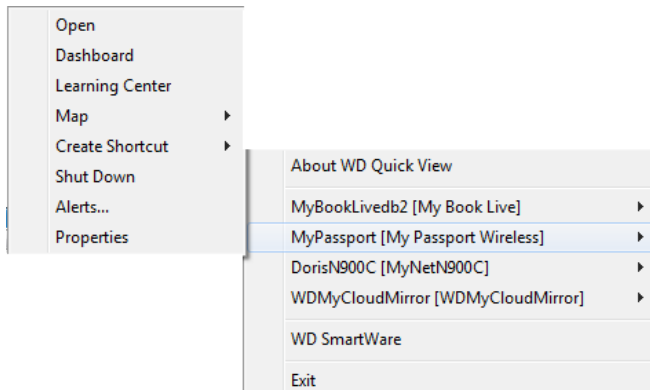 Open
Dashboard
Learning Center
Map
Create Shortcut
Shut Down
Alerts...
Properties
About WD Quick View
MyBookLivedb2 [My Book Live]
MyPassport [My Passport Wireless]
DorisN900C [MyNetN900C]
WDMyCloudMirror [WDMyCloudMirror]
WD SmartWare
Exit